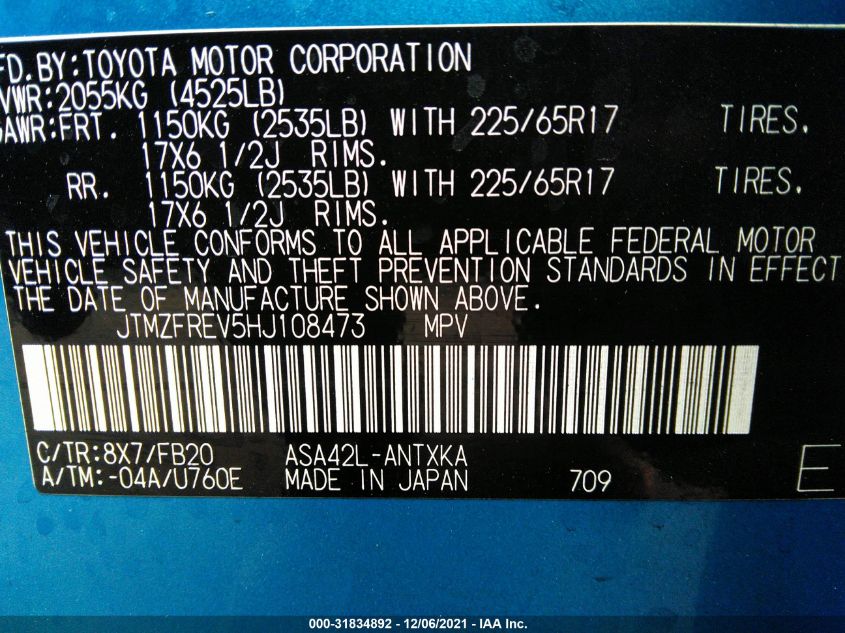 FD. BY: TOYOTA MOTOR CORPORATION
VWR: 2055KG (4525LB)
GAWR: FRT. 1150KG (2535LB) WITH 225/65R17 TIRES.
17X6 1/2J RIMS.
RR. 1150KG (2535LB) WITH 225/65R17 TIRES.
17X6 1/2J RIMS.
THIS VEHICLE CONFORMS TO ALL APPLICABLE FEDERAL MOTOR
VEHICLE SAFETY AND THEFT PREVENTION STANDARDS IN EFFECT
THE DATE OF MANUFACTURE SHOWN ABOVE.
JTMZFREV5HJ108473 MPV
C/TR: 8X7/FB20 ASA42L-ANTXKA
A/TM: -04A/U760E MADE IN JAPAN 709 E
000-31834892 - 12/06/2021 - IAA Inc.